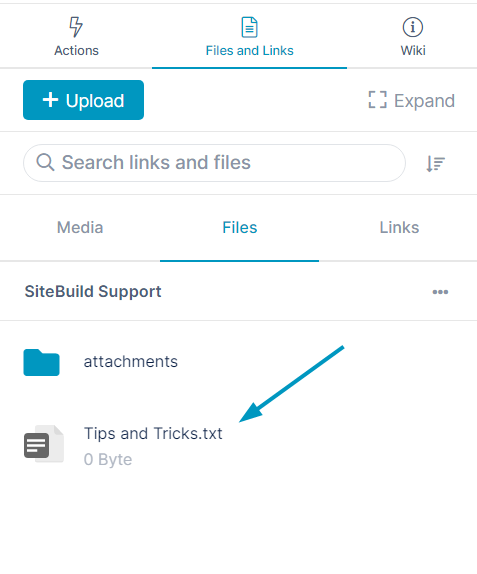 Actions Files and Links Wiki
Upload Expand
Search links and files
Media Files Links
SiteBuild Support
attachments
Tips and Tricks.txt
0 Byte